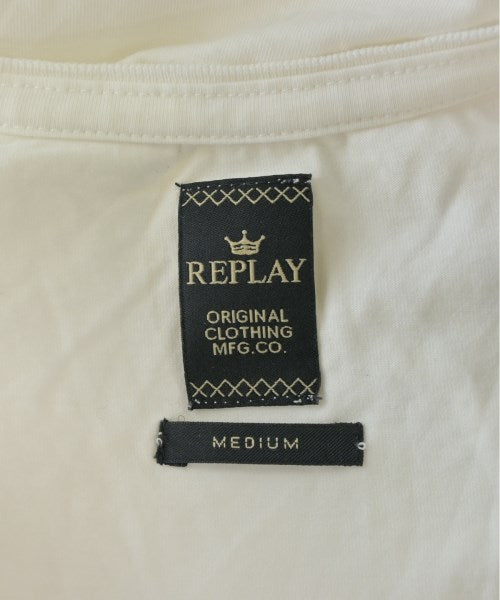 REPLAY
ORIGINAL
CLOTHING
MFG.CO.
MEDIUM